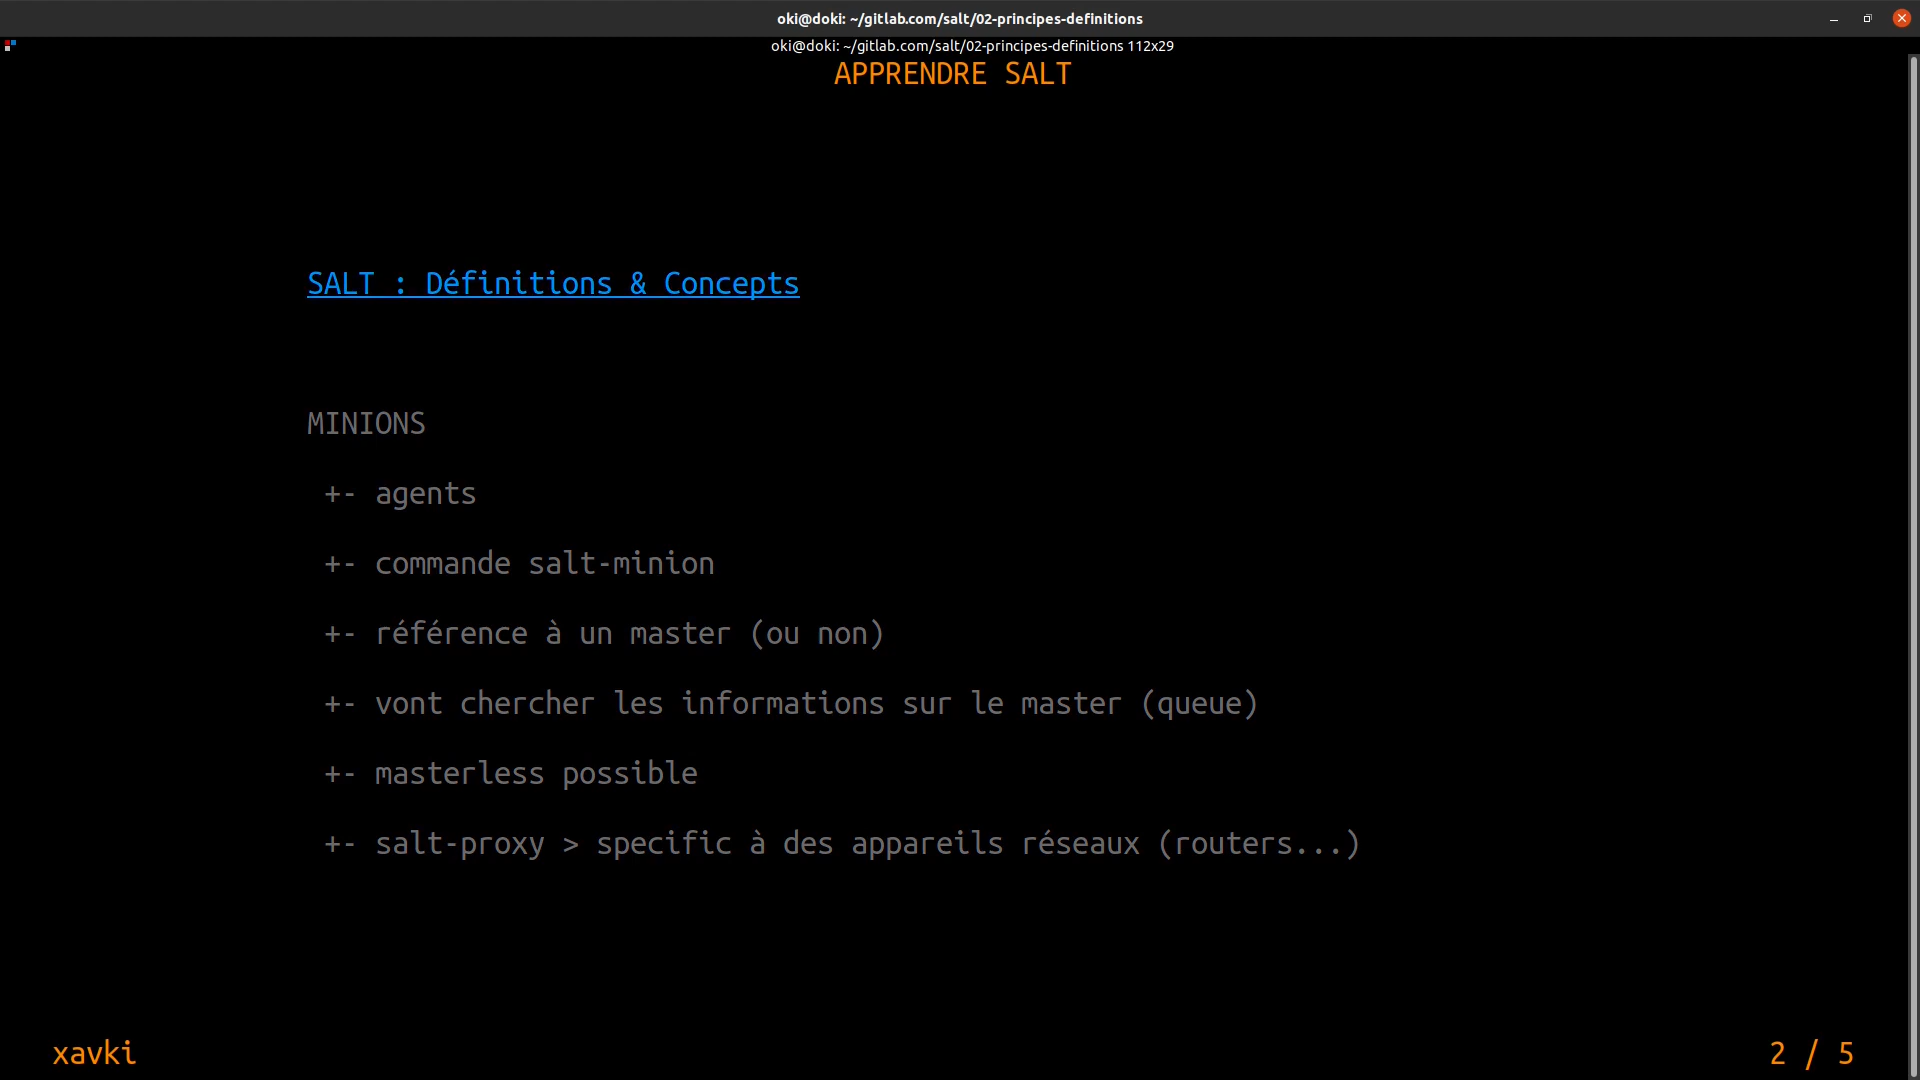 oki@doki: ~/gitlab.com/salt/02-principes-definitions
oki@doki: ~/gitlab.com/salt/02-principes-definitions 112x29
APPRENDRE SALT
SALT : Définitions & Concepts
MINIONS
+- agents
+- commande salt-minion
+- référence à un master (ou non)
+- vont chercher les informations sur le master (queue)
+- masterless possible
+- salt-proxy > specific à des appareils réseaux (routers...)
xavki
2 / 5